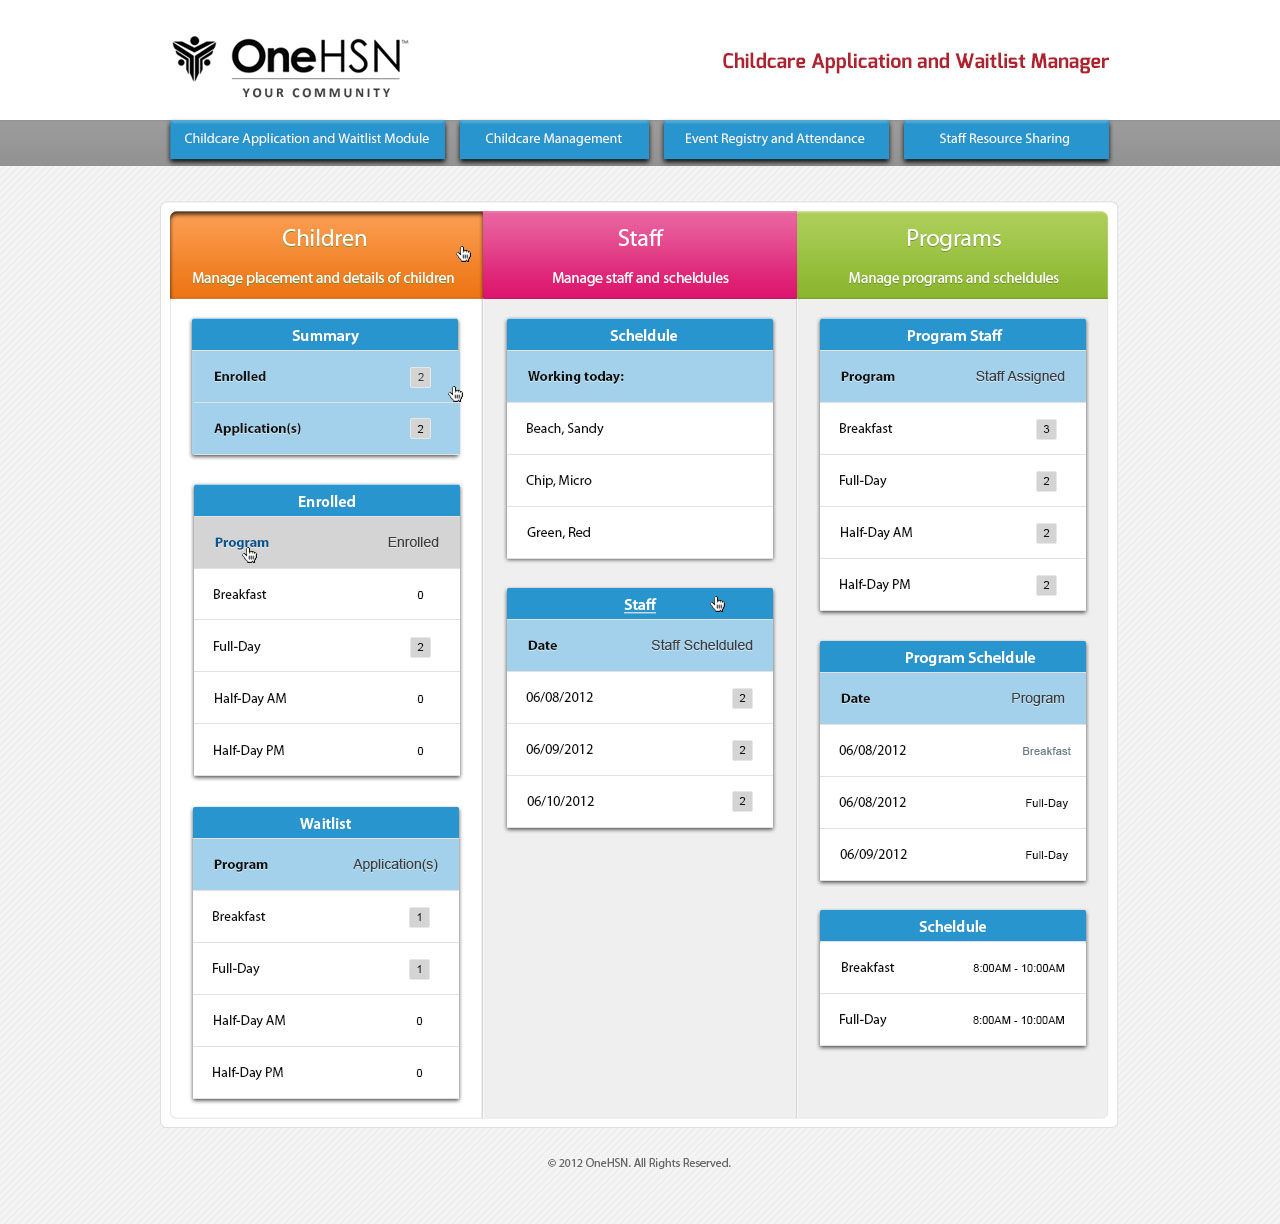 OneHSN™
YOUR COMMUNITY
Childcare Application and Waitlist Manager
Childcare Application and Waitlist Module
Childcare Management
Event Registry and Attendance
Staff Resource Sharing
Children
Manage placement and details of children
Staff
Manage staff and scheldules
Programs
Manage programs and scheldules
Summary
Enrolled 2
Application(s) 2
Enrolled
Program Enrolled
Breakfast 0
Full-Day 2
Half-Day AM 0
Half-Day PM 0
Waitlist
Program Application(s)
Breakfast 1
Full-Day 1
Half-Day AM 0
Half-Day PM 0
Scheldule
Working today:
Beach, Sandy
Chip, Micro
Green, Red
Staff
Date Staff Schelduled
06/08/2012 2
06/09/2012 2
06/10/2012 2
Program Staff
Program Staff Assigned
Breakfast 3
Full-Day 2
Half-Day AM 2
Half-Day PM 2
Program Scheldule
Date Program
06/08/2012 Breakfast
06/08/2012 Full-Day
06/09/2012 Full-Day
Scheldule
Breakfast 8:00AM - 10:00AM
Full-Day 8:00AM - 10:00AM
© 2012 OneHSN. All Rights Reserved.